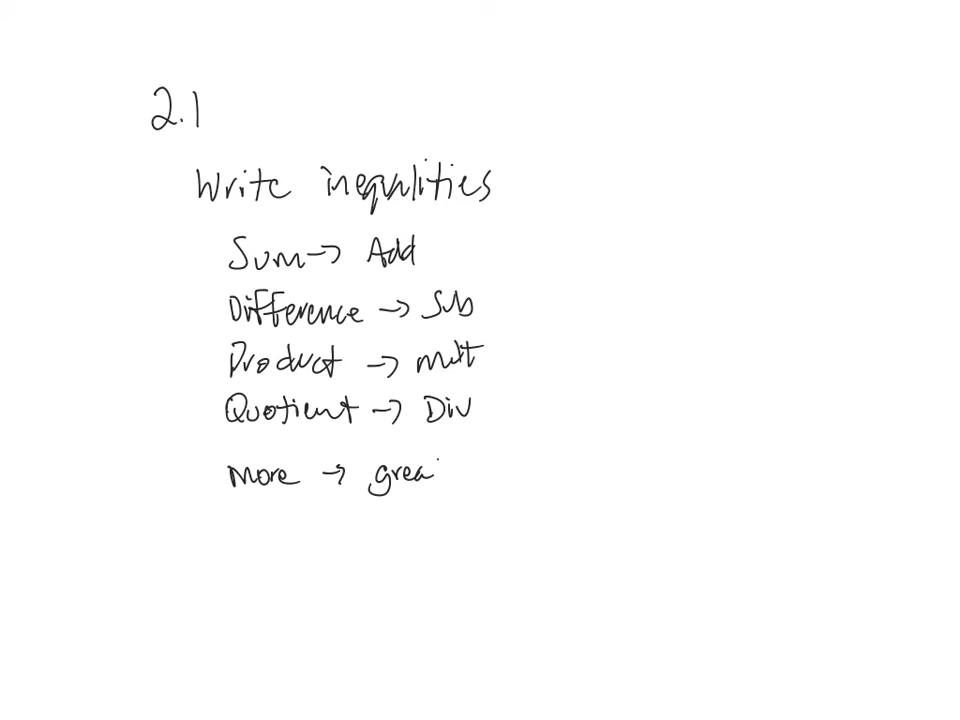 2.1
Write inequalities
Sum → Add
Difference → Sub
Product → mult
Quotient → Div
more → grea